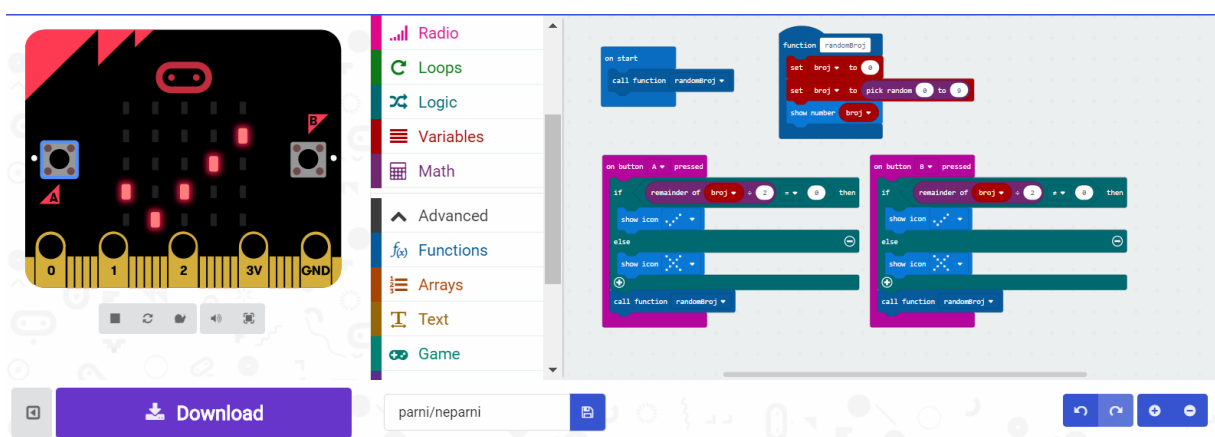 A
B
0 1 2 3V GND
Download
Radio
Loops
Logic
Variables
Math
Advanced
f(x) Functions
Arrays
Text
Game
parni/neparni
on start
call function randomBroj
function randomBroj
set broj to 0
set broj to pick random 0 to 9
show number broj
on button A pressed
if remainder of broj ÷ 2 = 0 then
show icon
else
show icon
call function randomBroj
on button B pressed
if remainder of broj ÷ 2 ≠ 0 then
show icon
else
show icon
call function randomBroj